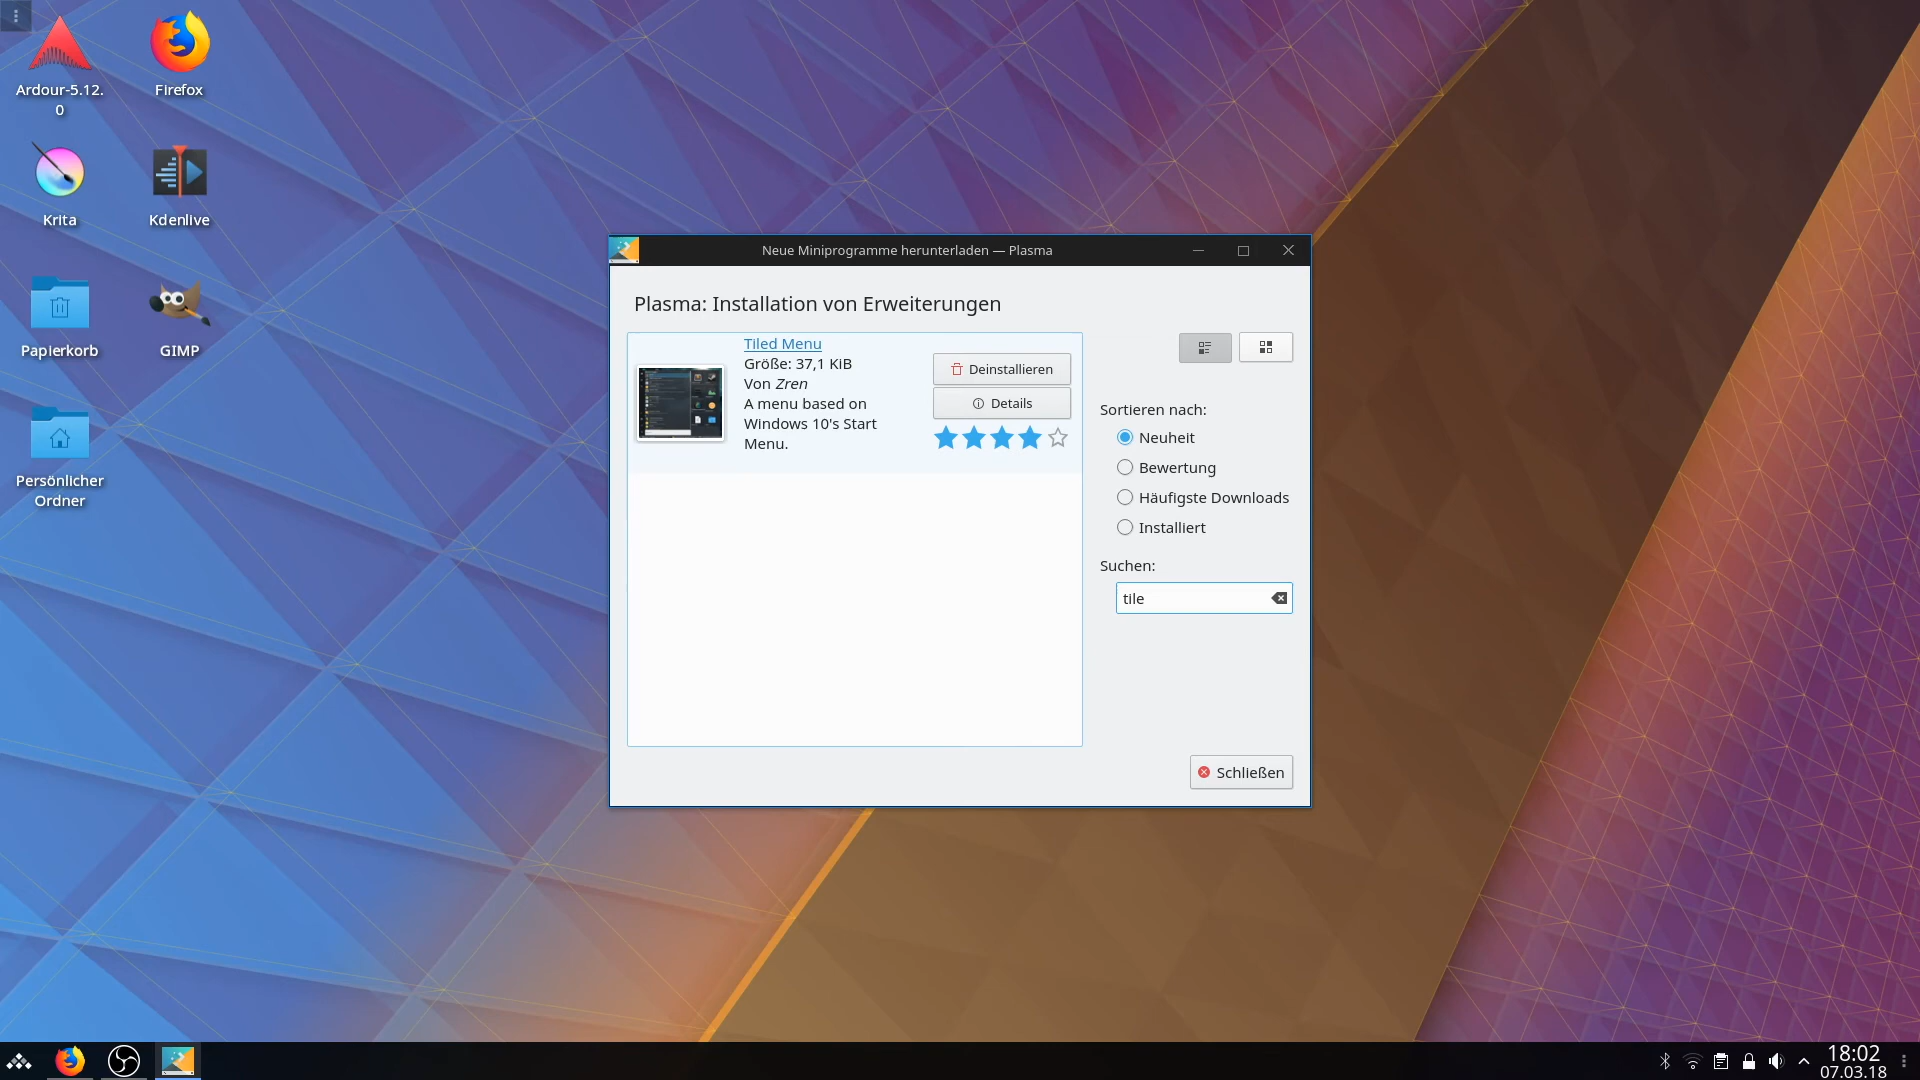 Ardour-5.12.
0
Firefox
Krita
Kdenlive
Papierkorb
GIMP
Persönlicher
Ordner
Neue Miniprogramme herunterladen — Plasma
Plasma: Installation von Erweiterungen
Tiled Menu
Größe: 37,1 KiB
Von Zren
A menu based on
Windows 10's Start
Menu.
Deinstallieren
Details
Sortieren nach:
Neuheit
Bewertung
Häufigste Downloads
Installiert
Suchen:
tile
Schließen
18:02
07.03.18